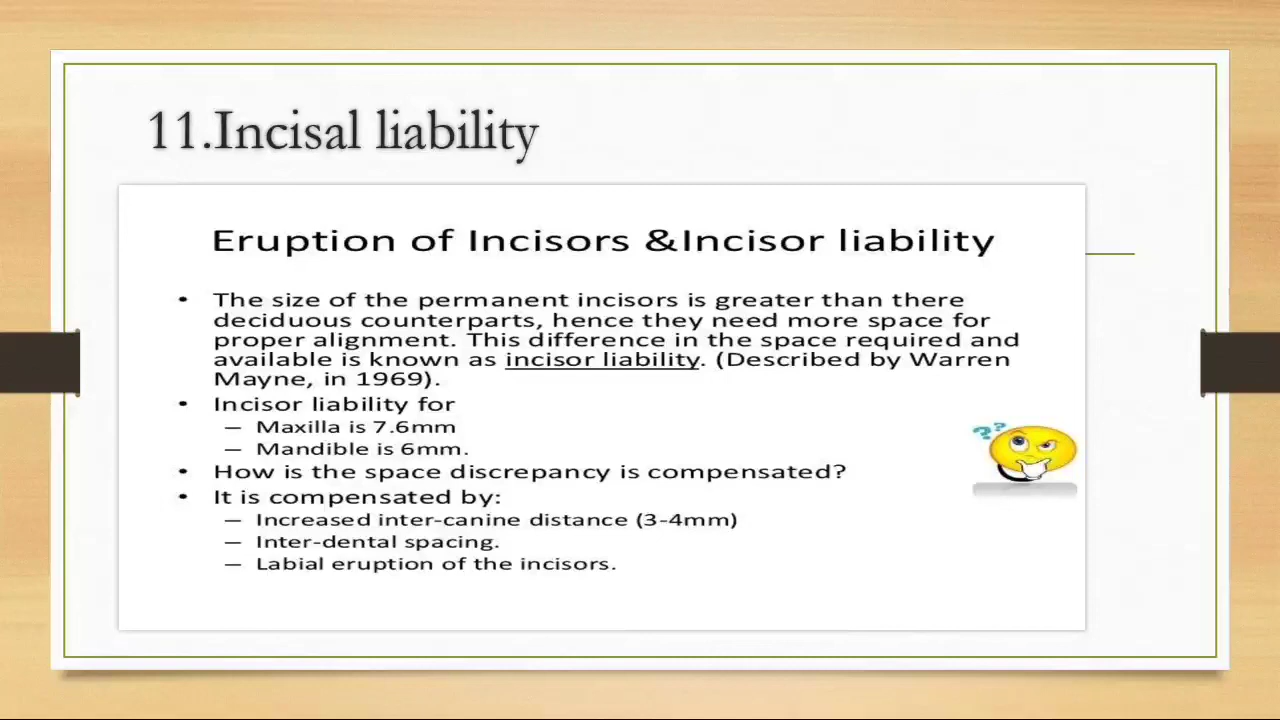 11.Incisal liability
Eruption of Incisors &Incisor liability
• The size of the permanent incisors is greater than there
deciduous counterparts, hence they need more space for
proper alignment. This difference in the space required and
available is known as incisor liability. (Described by Warren
Mayne, in 1969).
• Incisor liability for
– Maxilla is 7.6mm
– Mandible is 6mm.
• How is the space discrepancy is compensated?
• It is compensated by:
– Increased inter-canine distance (3-4mm)
– Inter-dental spacing.
– Labial eruption of the incisors.
??